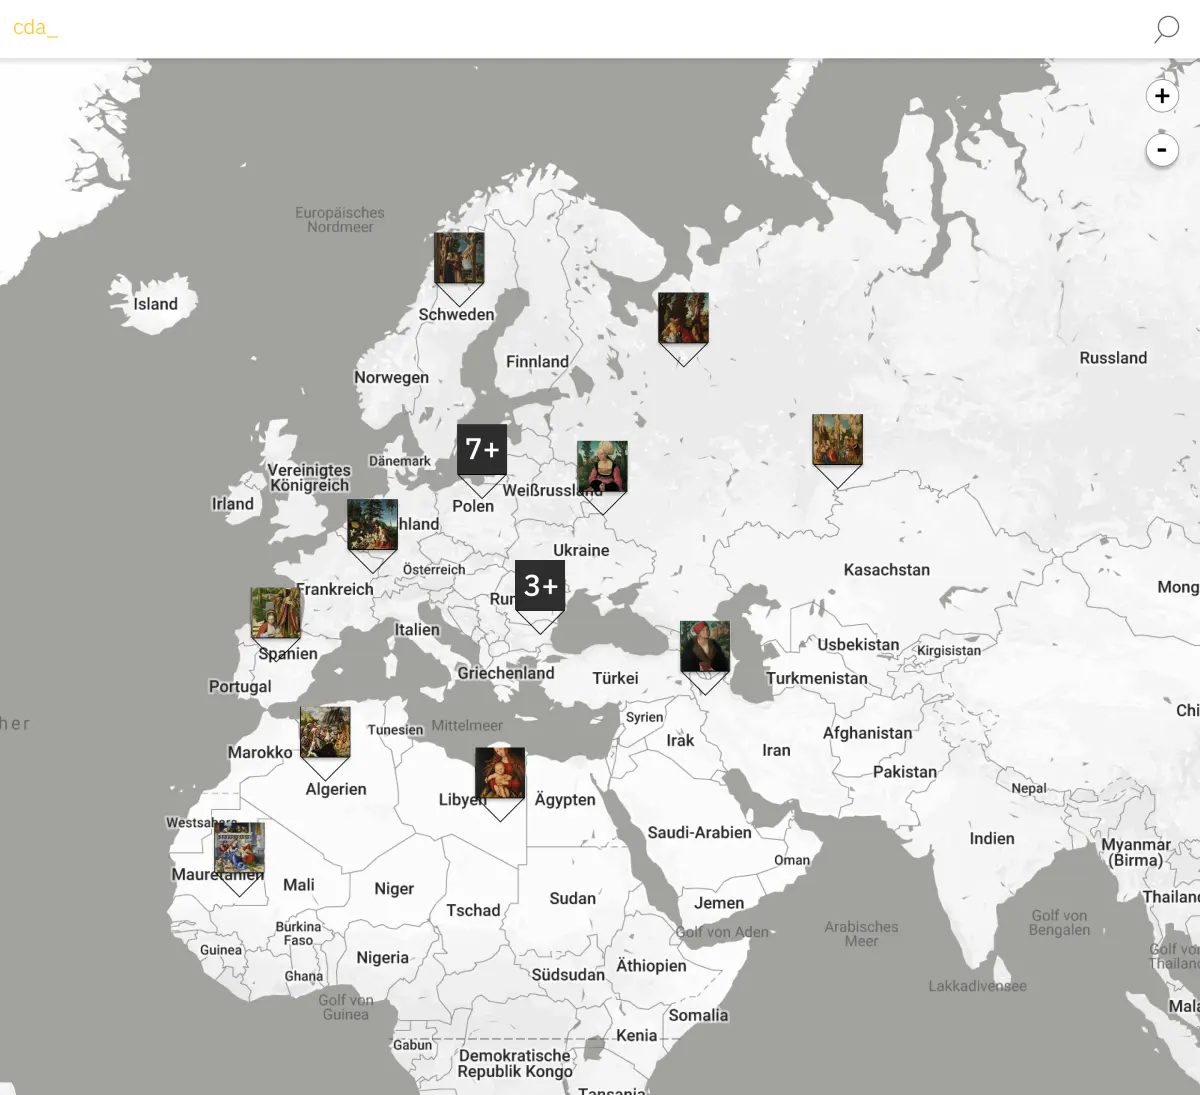 cda_
+
-
Europäisches
Nordmeer
Island
Schweden
Russland
Finnland
Norwegen
7+
Dänemark
Vereinigtes
Königreich
Weißrussland
Irland
Polen
hland
Ukraine
Österreich
Kasachstan
3+
Frankreich
Rum
Mong
Italien
Usbekistan
Kirgisistan
Spanien
Griechenland
Türkei
Turkmenistan
Portugal
Syrien
Chi
her
Tunesien
Mittelmeer
Afghanistan
Irak
Iran
Marokko
Pakistan
Algerien
Nepal
Libyen
Ägypten
Westsahara
Saudi-Arabien
Indien
Myanmar
(Birma)
Oman
Mauretanien
Mali
Niger
Sudan
Thailand
Jemen
Tschad
Burkina
Faso
Golf von Aden
Arabisches
Meer
Golf von
Bengalen
Guinea
Nigeria
Golf von
Thailand
Äthiopien
Südsudan
Ghana
Lakkadivensee
Golf von
Guinea
Somalia
Mala
Kenia
Gabun
Demokratische
Republik Kongo
Tansania